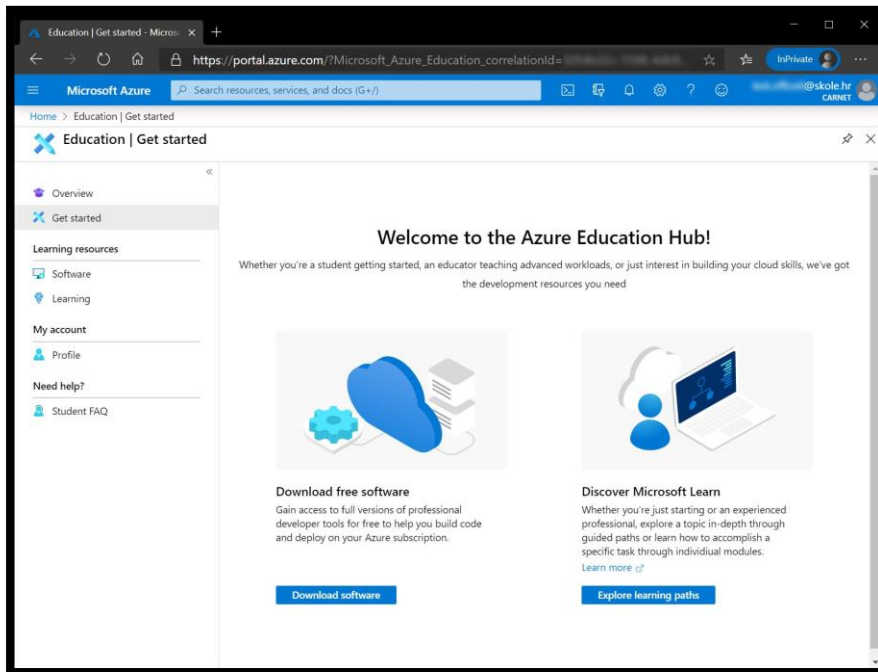 Education | Get started - Micros
https://portal.azure.com/?Microsoft_Azure_Education_correlationId=
InPrivate
Microsoft Azure
Search resources, services, and docs (G+/)
@skole.hr
CARNET
Home > Education | Get started
Education | Get started
Overview
Get started
Learning resources
Software
Learning
My account
Profile
Need help?
Student FAQ
Welcome to the Azure Education Hub!
Whether you're a student getting started, an educator teaching advanced workloads, or just interest in building your cloud skills, we've got
the development resources you need
Download free software
Gain access to full versions of professional
developer tools for free to help you build code
and deploy on your Azure subscription.
Download software
Discover Microsoft Learn
Whether you're just starting or an experienced
professional, explore a topic in-depth through
guided paths or learn how to accomplish a
specific task through individiual modules.
Learn more
Explore learning paths